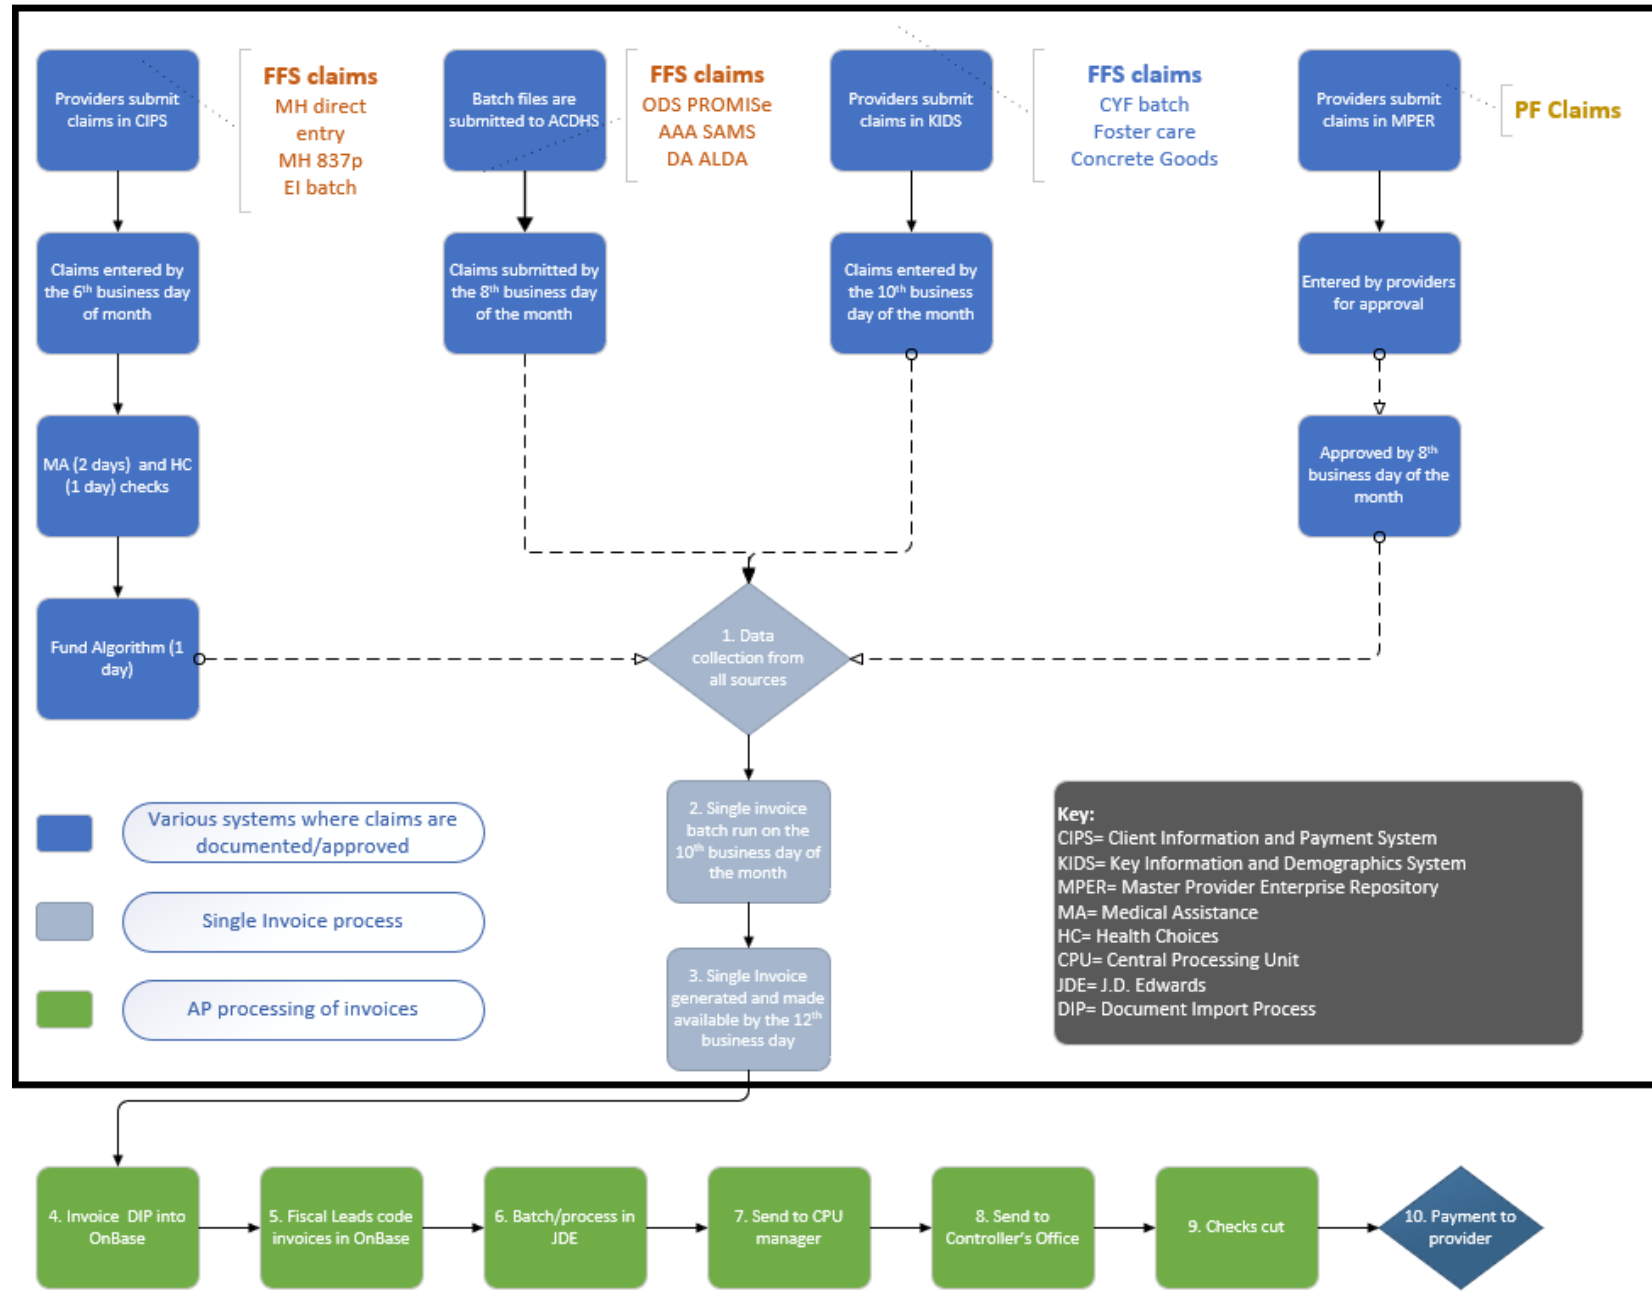 Providers submit
claims in CIPS
FFS claims
MH direct
entry
MH 837p
EI batch
Batch files are
submitted to ACDHS
FFS claims
ODS PROMISe
AAA SAMS
DA ALDA
Providers submit
claims in KIDS
FFS claims
CYF batch
Foster care
Concrete Goods
Providers submit
claims in MPER
PF Claims
Claims entered by
the 6th business day
of month
Claims submitted by
the 8th business day
of the month
Claims entered by
the 10th business
day of the month
Entered by providers
for approval
MA (2 days) and HC
(1 day) checks
Approved by 8th
business day of the
month
Fund Algorithm (1
day)
1. Data
collection from
all sources
2. Single invoice
batch run on the
10th business day of
the month
3. Single Invoice
generated and made
available by the 12th
business day
Various systems where claims are
documented/approved
Single Invoice process
AP processing of invoices
Key:
CIPS= Client Information and Payment System
KIDS= Key Information and Demographics System
MPER= Master Provider Enterprise Repository
MA= Medical Assistance
HC= Health Choices
CPU= Central Processing Unit
JDE= J.D. Edwards
DIP= Document Import Process
4. Invoice DIP into
OnBase
5. Fiscal Leads code
invoices in OnBase
6. Batch/process in
JDE
7. Send to CPU
manager
8. Send to
Controller's Office
9. Checks cut
10. Payment to
provider